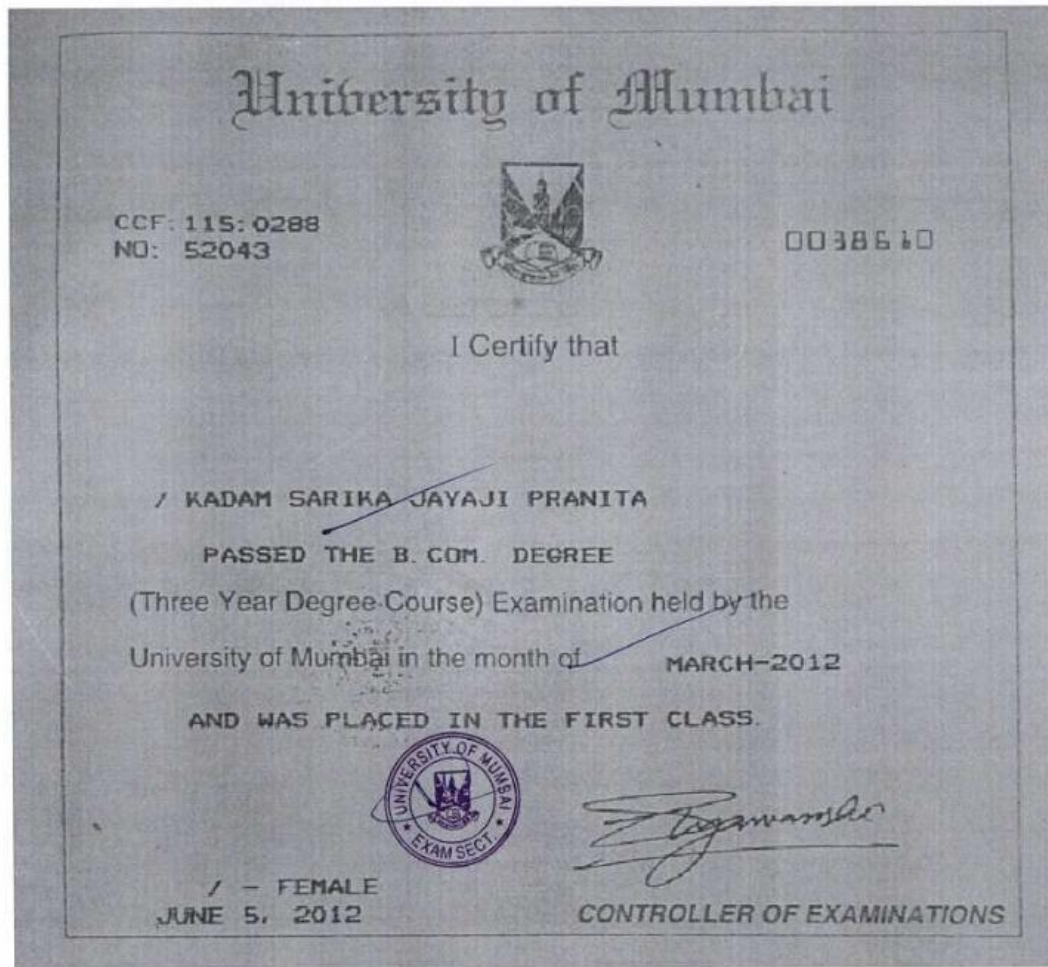 University of Mumbai
CCF: 115: 0288
NO: 52043
0038610
I Certify that
/ KADAM SARIKA JAYAJI PRANITA
PASSED THE B. COM. DEGREE
(Three Year Degree Course) Examination held by the
University of Mumbai in the month of MARCH-2012
AND WAS PLACED IN THE FIRST CLASS.
UNIVERSITY OF MUMBAI
EXAM SECT.
/ - FEMALE
JUNE 5, 2012
CONTROLLER OF EXAMINATIONS